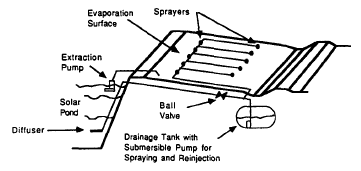 Sprayers
Evaporation
Surface
Extraction
Pump
Solar
Pond
Ball
Valve
Diffuser
Drainage Tank with
Submersible Pump for
Spraying and Reinjection